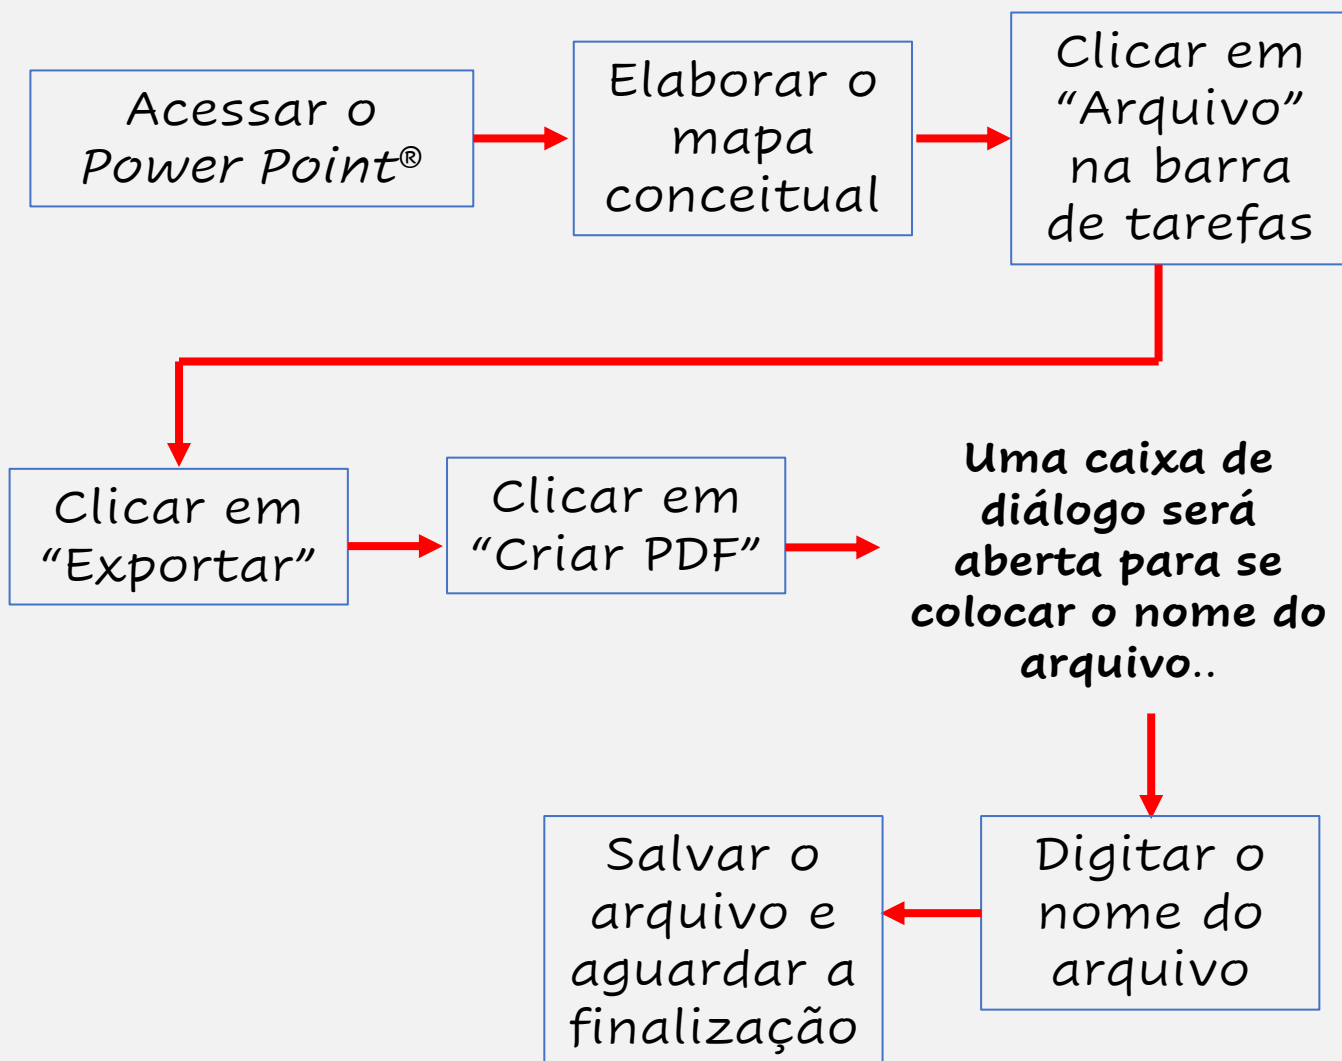 Acessar o
Power Point®
Elaborar o
mapa
conceitual
Clicar em
“Arquivo”
na barra
de tarefas
Clicar em
“Exportar”
Clicar em
“Criar PDF”
Uma caixa de
diálogo será
aberta para se
colocar o nome do
arquivo..
Digitar o
nome do
arquivo
Salvar o
arquivo e
aguardar a
finalização